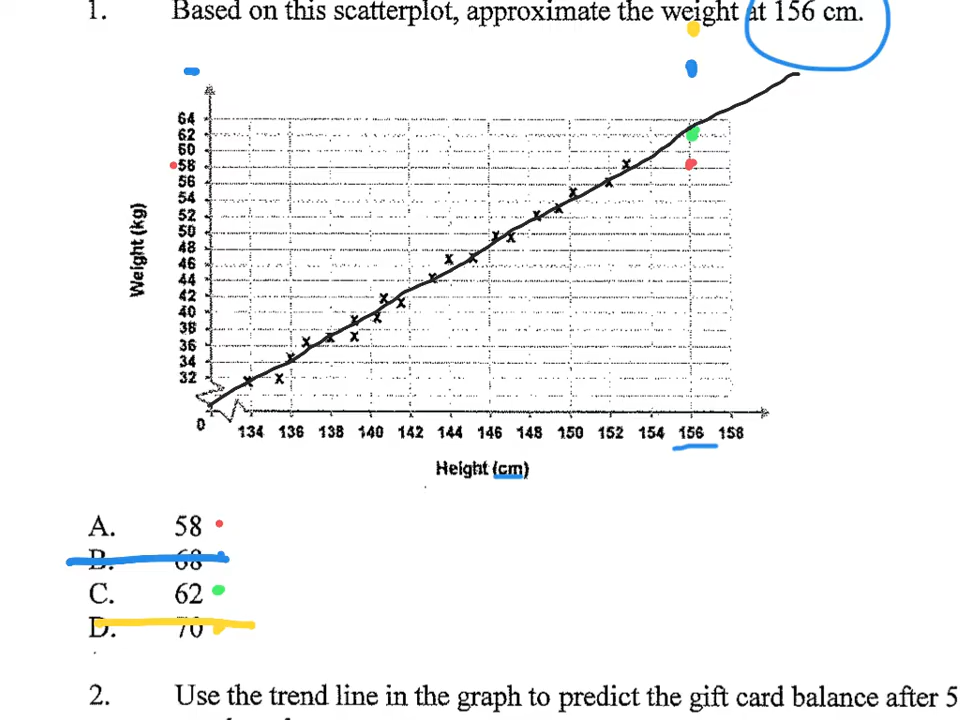 1. Based on this scatterplot, approximate the weight at 156 cm.
64
62
60
58
56
54
52
50
48
46
44
42
40
38
36
34
32
Weight (kg)
0 134 136 138 140 142 144 146 148 150 152 154 156 158
Height (cm)
A. 58
B. 68
C. 62
D. 70
2. Use the trend line in the graph to predict the gift card balance after 5